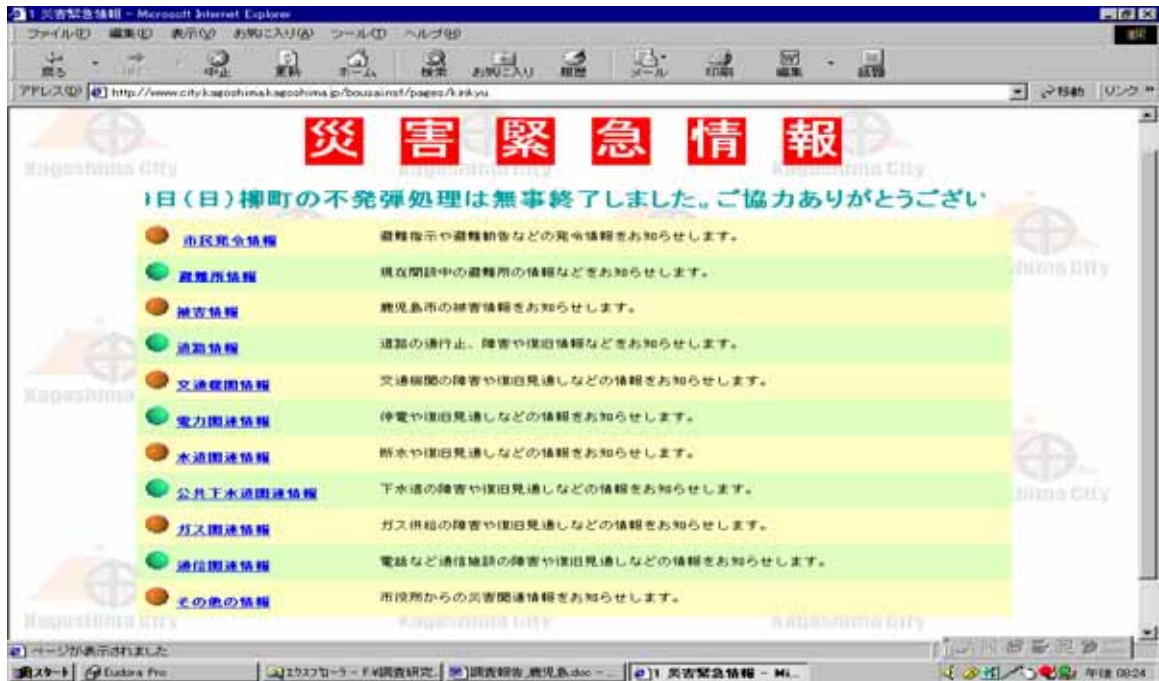 1 災害緊急情報 - Microsoft Internet Explorer
ファイル(F) 編集(E) 表示(V) お気に入り(A) ツール(T) ヘルプ(H)
戻る 中止 更新 ホーム 検索 お気に入り 履歴 メール 印刷 編集
アドレス(D) http://www.city.kagoshima.kagoshima.jp/bousainet/pages/kinkyu 移動 リンク »
災害緊急情報
日(日)柳町の不発弾処理は無事終了しました。ご協力ありがとうござい
市民発令情報 避難指示や避難勧告などの発令情報をお知らせします。
避難所情報 現在開設中の避難所の情報などをお知らせします。
被害情報 鹿児島市の被害情報をお知らせします。
道路情報 道路の通行止、障害や復旧情報などをお知らせします。
交通機関情報 交通機関の障害や復旧見通しなどの情報をお知らせします。
電力関連情報 停電や復旧見通しなどの情報をお知らせします。
水道関連情報 断水や復旧見通しなどの情報をお知らせします。
公共下水道関連情報 下水道の障害や復旧見通しなどの情報をお知らせします。
ガス関連情報 ガス供給の障害や復旧見通しなどの情報をお知らせします。
通信関連情報 電話など通信施設の障害や復旧見通しなどの情報をお知らせします。
その他の情報 市役所からの災害関連情報をお知らせします。
Kagoshima City
ページが表示されました
スタート Eudora Pro エクスプローラ - F:¥調査研究 調査報告_鹿児島.doc - ... 1 災害緊急情報 - Mi... 午後 09:24